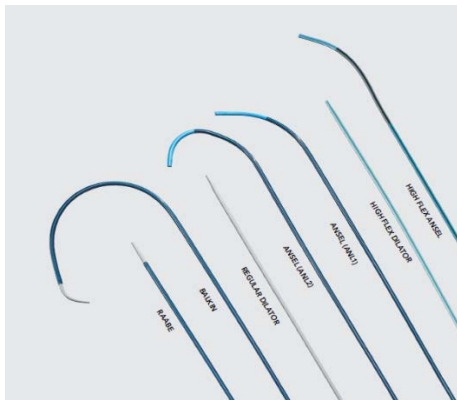 RAABE
BALKIN
REGULAR DILATOR
ANSEL (ANL2)
ANSEL (ANL1)
HIGH FLEX DILATOR
HIGH FLEX ANSEL